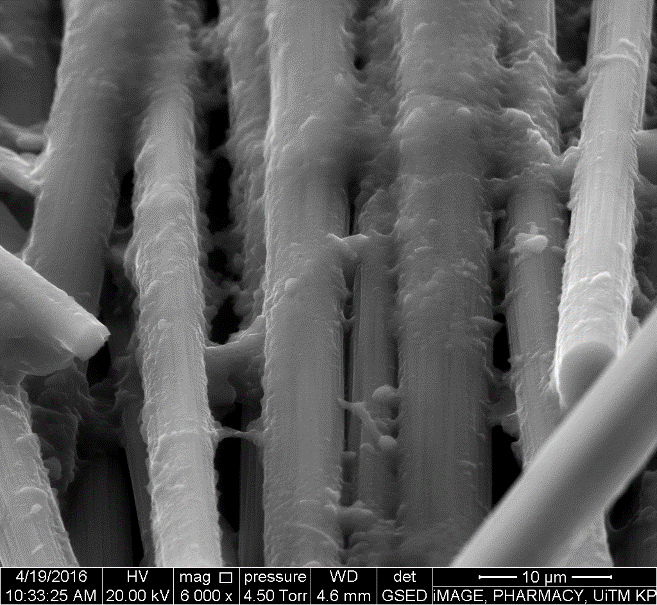 4/19/2016 HV mag □ pressure WD det 10 µm
10:33:25 AM 20.00 kV 6 000 x 4.50 Torr 4.6 mm GSED iMAGE, PHARMACY, UiTM KP